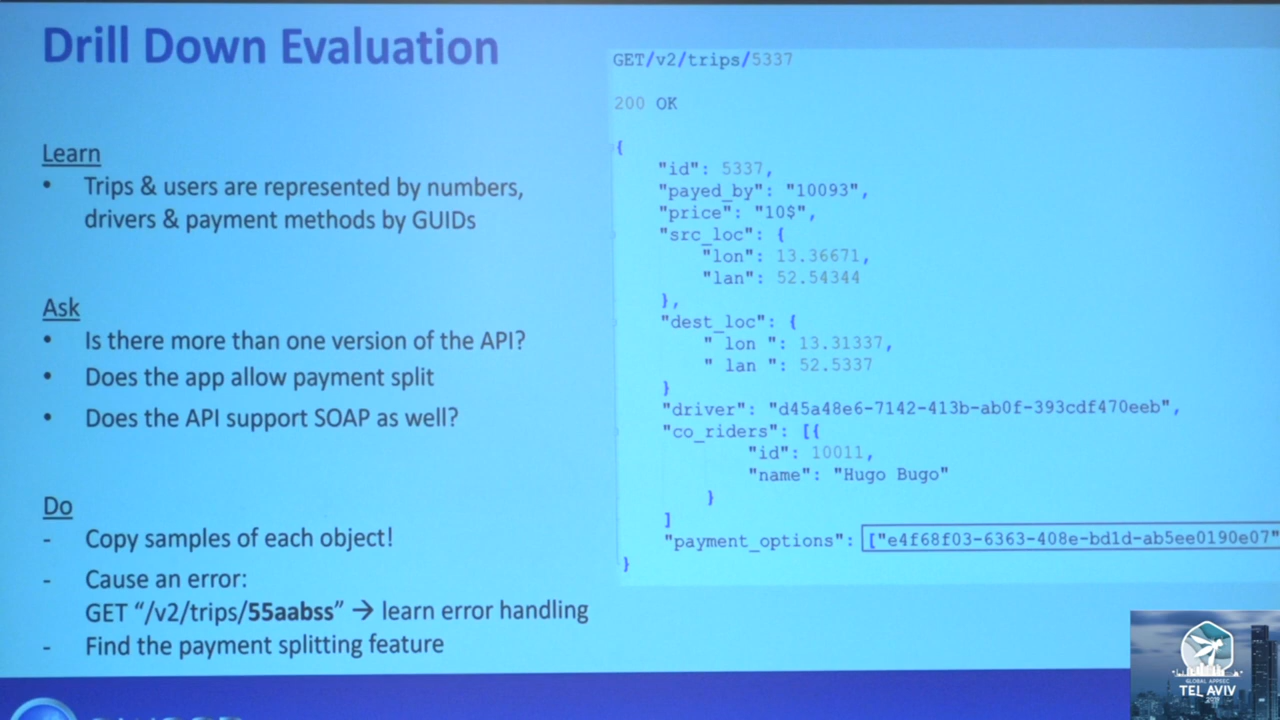 Drill Down Evaluation
Learn
• Trips & users are represented by numbers,
drivers & payment methods by GUIDs
Ask
• Is there more than one version of the API?
• Does the app allow payment split
• Does the API support SOAP as well?
Do
- Copy samples of each object!
- Cause an error:
GET "/v2/trips/55aabss" → learn error handling
- Find the payment splitting feature
GET/v2/trips/5337
200 OK
{
"id": 5337,
"payed_by": "10093",
"price": "10$",
"src_loc": {
"lon": 13.36671,
"lan": 52.54344
},
"dest_loc": {
" lon ": 13.31337,
" lan ": 52.5337
}
"driver": "d45a48e6-7142-413b-ab0f-393cdf470eeb",
"co_riders": [{
"id": 10011,
"name": "Hugo Bugo"
}
]
"payment_options": ["e4f68f03-6363-408e-bd1d-ab5ee0190e07"
}
GLOBAL APPSEC
TEL AVIV